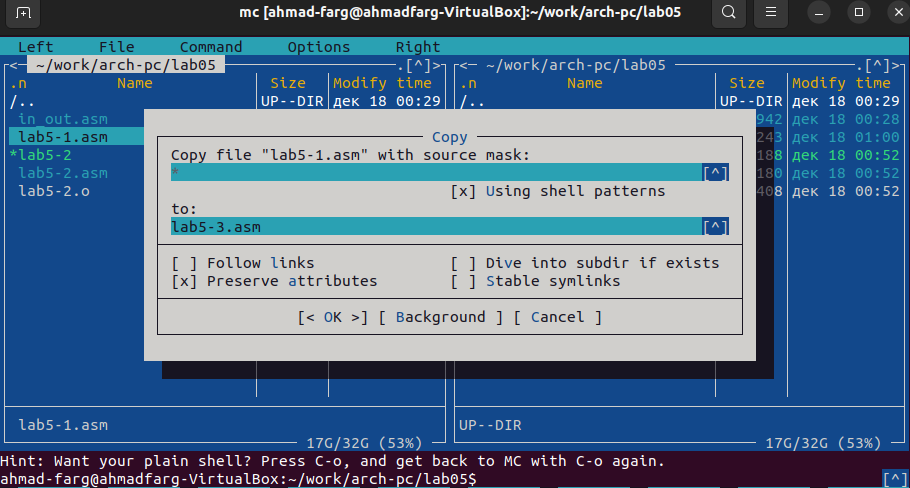 mc [ahmad-farg@ahmadfarg-VirtualBox]:~/work/arch-pc/lab05
Left File Command Options Right
<─ ~/work/arch-pc/lab05 .[^]> <─ ~/work/arch-pc/lab05 .[^]>
.n Name Size Modify time .n Name Size Modify time
/.. UP--DIR дек 18 00:29 /.. UP--DIR дек 18 00:29
in_out.asm 942 дек 18 00:28
lab5-1.asm 243 дек 18 01:00
*lab5-2 188 дек 18 00:52
lab5-2.asm 180 дек 18 00:52
lab5-2.o 408 дек 18 00:52
Copy
Copy file "lab5-1.asm" with source mask:
* [^]
[x] Using shell patterns
to:
lab5-3.asm [^]
[ ] Follow links [ ] Dive into subdir if exists
[x] Preserve attributes [ ] Stable symlinks
[< OK >] [ Background ] [ Cancel ]
lab5-1.asm UP--DIR
17G/32G (53%) 17G/32G (53%)
Hint: Want your plain shell? Press C-o, and get back to MC with C-o again.
ahmad-farg@ahmadfarg-VirtualBox:~/work/arch-pc/lab05$ [^]